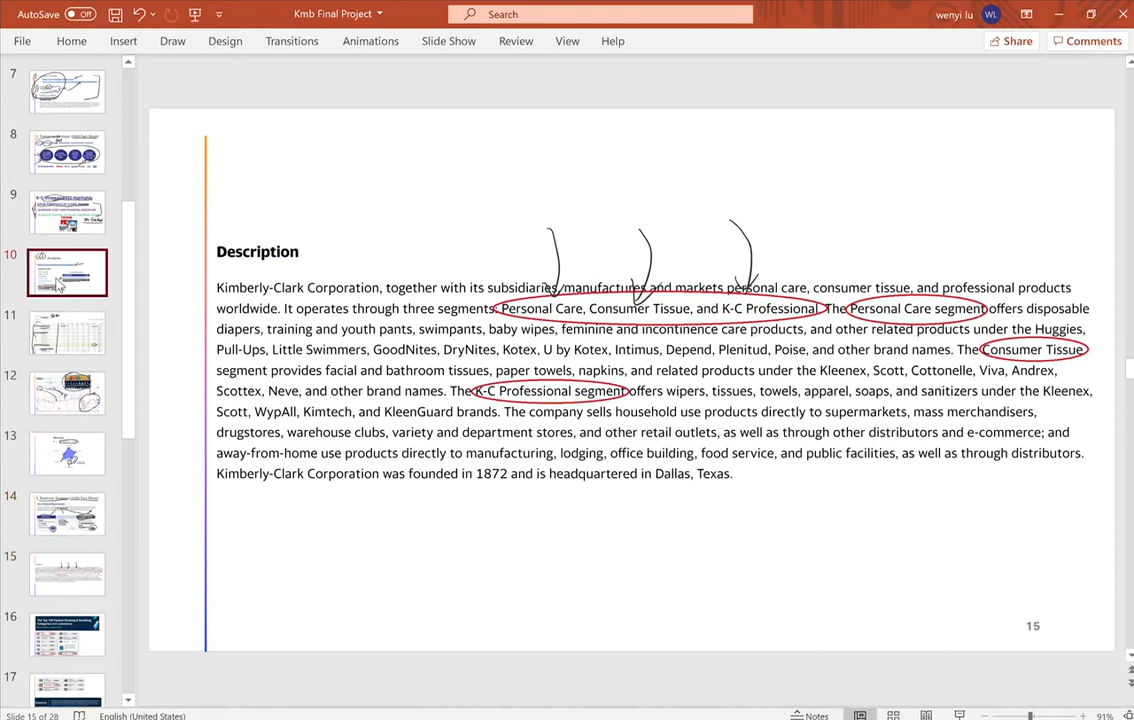 AutoSave Off Kmb Final Project Search wenyi lu WL
File Home Insert Draw Design Transitions Animations Slide Show Review View Help Share Comments
7
8
9
10
11
12
13
14
15
16
17
Description
Kimberly-Clark Corporation, together with its subsidiaries, manufactures and markets personal care, consumer tissue, and professional products
worldwide. It operates through three segments: Personal Care, Consumer Tissue, and K-C Professional. The Personal Care segment offers disposable
diapers, training and youth pants, swimpants, baby wipes, feminine and incontinence care products, and other related products under the Huggies,
Pull-Ups, Little Swimmers, GoodNites, DryNites, Kotex, U by Kotex, Intimus, Depend, Plenitud, Poise, and other brand names. The Consumer Tissue
segment provides facial and bathroom tissues, paper towels, napkins, and related products under the Kleenex, Scott, Cottonelle, Viva, Andrex,
Scottex, Neve, and other brand names. The K-C Professional segment offers wipers, tissues, towels, apparel, soaps, and sanitizers under the Kleenex,
Scott, WypAll, Kimtech, and KleenGuard brands. The company sells household use products directly to supermarkets, mass merchandisers,
drugstores, warehouse clubs, variety and department stores, and other retail outlets, as well as through other distributors and e-commerce; and
away-from-home use products directly to manufacturing, lodging, office building, food service, and public facilities, as well as through distributors.
Kimberly-Clark Corporation was founded in 1872 and is headquartered in Dallas, Texas.
15
Slide 15 of 28 English (United States) Notes 91%